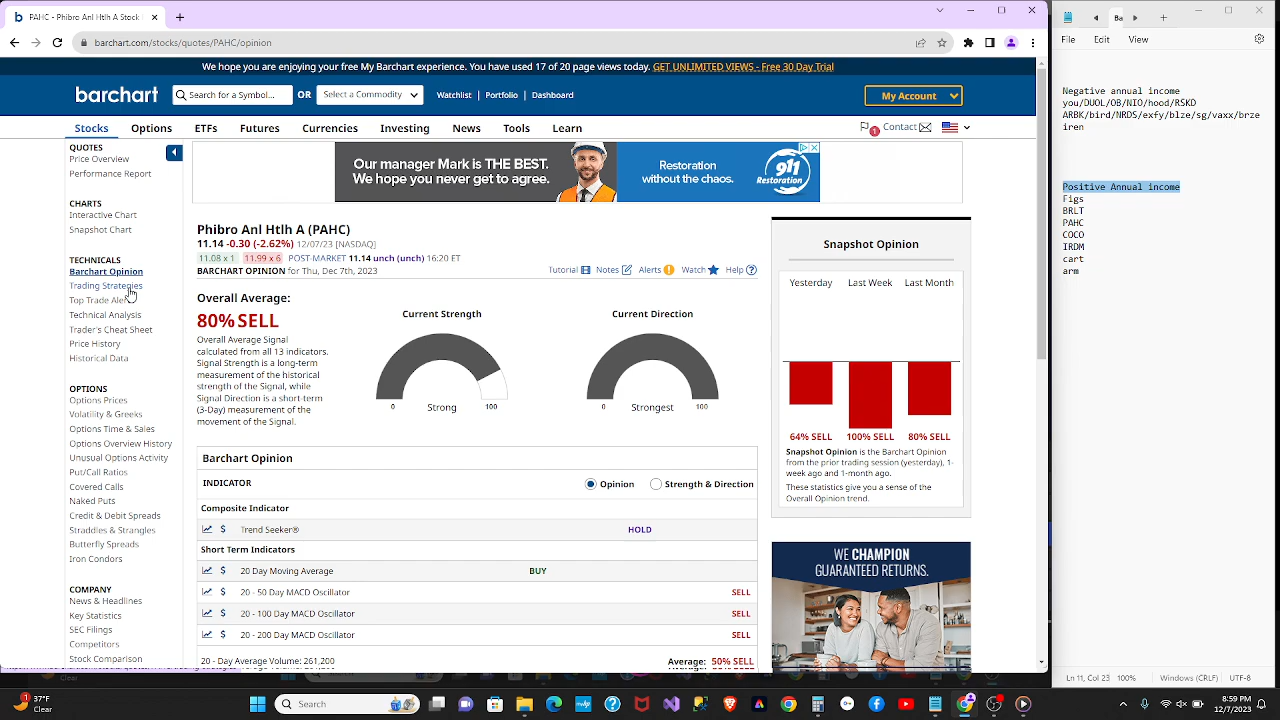 PAHC - Phibro Anl Hlth A Stock
barchart.com/stocks/quotes/PAHC/opinion
We hope you are enjoying your free My Barchart experience. You have used 17 of 20 page views today. GET UNLIMITED VIEWS - Free 30 Day Trial
barchart
Search for a Symbol...
OR
Select a Commodity
Watchlist | Portfolio | Dashboard
My Account
Stocks Options ETFs Futures Currencies Investing News Tools Learn
1 Contact
QUOTES
Price Overview
Performance Report
CHARTS
Interactive Chart
Snapshot Chart
TECHNICALS
Barchart Opinion
Trading Strategies
Top Trade Alerts
Technical Analysis
Trader's Cheat Sheet
Price History
Historical Data
OPTIONS
Options Prices
Volatility & Greeks
Options Time & Sales
Options Overview History
Unusual Options Activity
Put/Call Ratios
Covered Calls
Naked Puts
Credit & Debit Spreads
Straddles & Strangles
Butterfly Spreads
Iron Condors
COMPANY
News & Headlines
Key Statistics
SEC Filings
Competitors
Stock Comparison
Our manager Mark is THE BEST.
We hope you never get to agree.
Restoration
without the chaos.
911
Restoration
Phibro Anl Hlth A (PAHC)
11.14 -0.30 (-2.62%) 12/07/23 [NASDAQ]
11.08 x 1 11.99 x 6 POST-MARKET 11.14 unch (unch) 16:20 ET
BARCHART OPINION for Thu, Dec 7th, 2023
Tutorial Notes Alerts Watch Help
Overall Average:
80% SELL
Overall Average Signal
calculated from all 13 indicators.
Signal Strength is a long-term
measurement of the historical
strength of the Signal, while
Signal Direction is a short-term
(3-Day) measurement of the
movement of the Signal.
Current Strength
0 Strong 100
Current Direction
0 Strongest 100
Barchart Opinion
INDICATOR Opinion Strength & Direction
Composite Indicator
Trend Seeker® HOLD
Short Term Indicators
20 Day Moving Average BUY
20 - 50 Day MACD Oscillator SELL
20 - 100 Day MACD Oscillator SELL
20 - 200 Day MACD Oscillator SELL
20 - Day Average Volume: 261,200 Average: 50% SELL
Snapshot Opinion
Yesterday Last Week Last Month
64% SELL 100% SELL 80% SELL
Snapshot Opinion is the Barchart Opinion
from the prior trading session (yesterday), 1-
week ago and 1-month ago.
These statistics give you a sense of the
Overall Opinion trend.
WE CHAMPION
GUARANTEED RETURNS.
Ba
File Edit View
Negative annual income
you/DUOL/OB/NIO/hood/RSKD
ARBK/bird/NRDS/exfy/blze/sg/vaxx/brze
iren
Positive Annual income
Figs
BRLT
PAHC
COCO
IRDM
cart
arm
Ln 11, Col 23 100% Windows (CRLF) UTF-8
37°F
Clear
Search
8:59 PM
12/7/2023